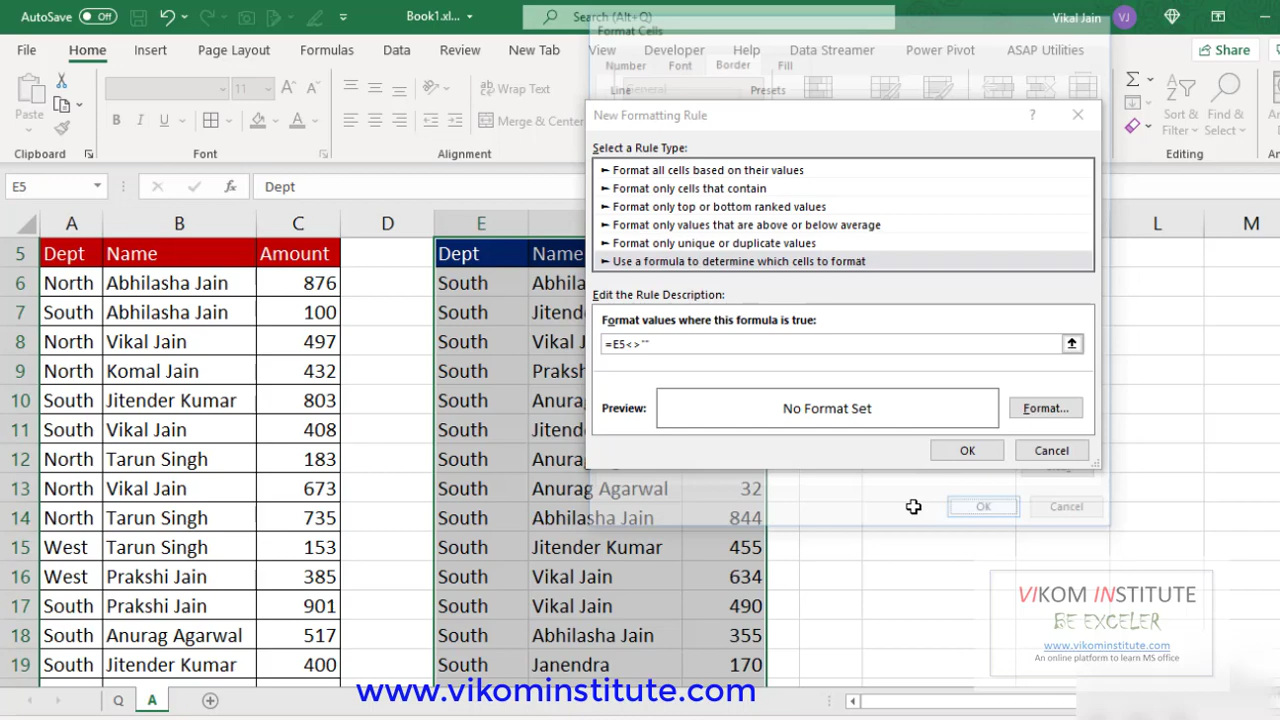 AutoSave Off Book1.xl... Search (Alt+Q) Vikal Jain VJ
Format Cells
File Home Insert Page Layout Formulas Data Review New Tab View Developer Help Data Streamer Power Pivot ASAP Utilities Share
Number Font Border Fill
Line General Presets
Paste 11 Wrap Text Merge & Center Sort & Filter Find & Select
B I U
Clipboard Font Alignment Editing
New Formatting Rule ?
Select a Rule Type:
► Format all cells based on their values
► Format only cells that contain
► Format only top or bottom ranked values
► Format only values that are above or below average
► Format only unique or duplicate values
► Use a formula to determine which cells to format
Edit the Rule Description:
Format values where this formula is true:
=E5<>""
Preview: No Format Set Format...
OK Cancel
OK Cancel
E5 fx Dept
A B C D E L M
5 Dept Name Amount Dept Name
6 North Abhilasha Jain 876 South Abhila
7 South Abhilasha Jain 100 South Jitend
8 North Vikal Jain 497 South Vikal J
9 North Komal Jain 432 South Praksh
10 South Jitender Kumar 803 South Anura
11 South Vikal Jain 408 South Jitend
12 North Tarun Singh 183 South Anura
13 North Vikal Jain 673 South Anurag Agarwal 32
14 North Tarun Singh 735 South Abhilasha Jain 844
15 West Tarun Singh 153 South Jitender Kumar 455
16 West Prakshi Jain 385 South Vikal Jain 634
17 South Prakshi Jain 901 South Vikal Jain 490
18 South Anurag Agarwal 517 South Abhilasha Jain 355
19 South Jitender Kumar 400 South Janendra 170
VIKOM INSTITUTE
BE EXCELER
www.vikominstitute.com
An online platform to learn MS office
Q A
www.vikominstitute.com